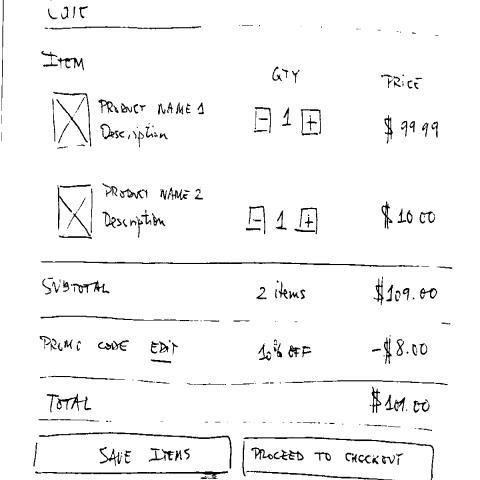 Cart
ITEM QTY PRICE
PRODUCT NAME 1
Description
- 1 + $99.99
PRODUCT NAME 2
Description
- 1 + $10.00
SUBTOTAL 2 items $109.00
PROMO CODE EDIT 10% OFF -$8.00
TOTAL $101.00
SAVE ITEMS PROCEED TO CHECKOUT